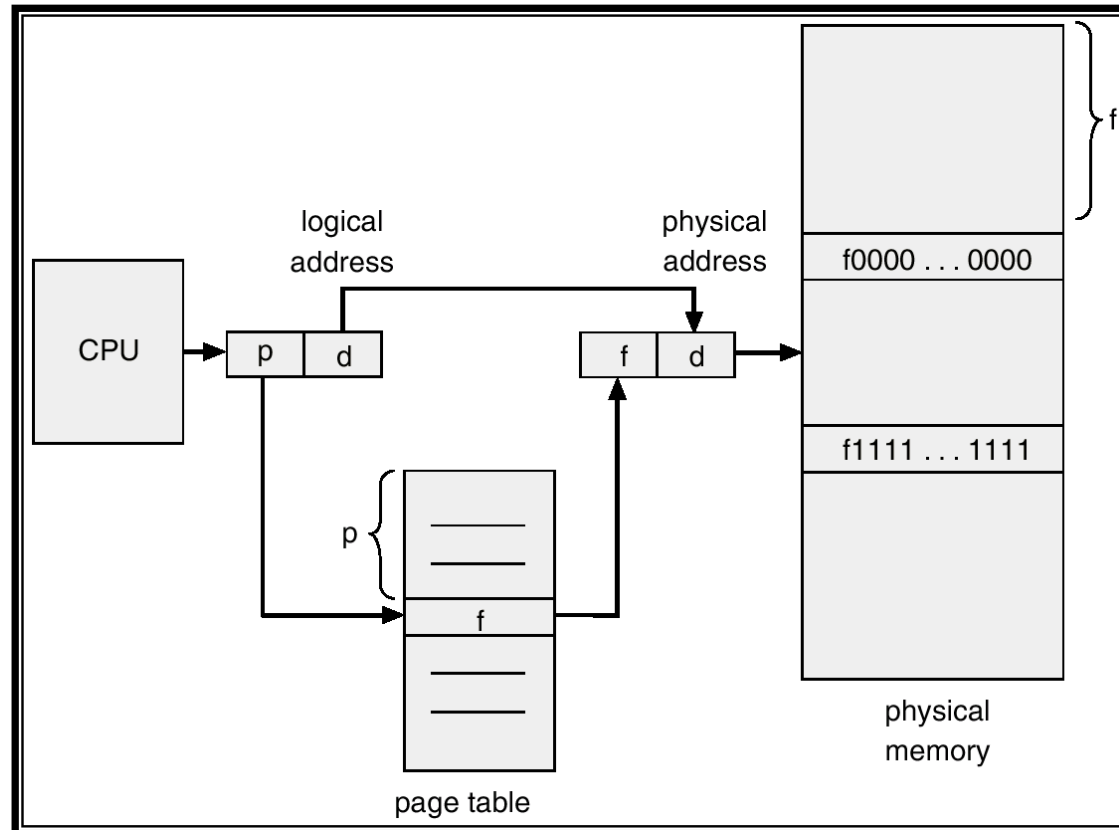 f
logical
address
physical
address
f0000 . . . 0000
CPU
p
d
f
d
f1111 . . . 1111
p
f
physical
memory
page table